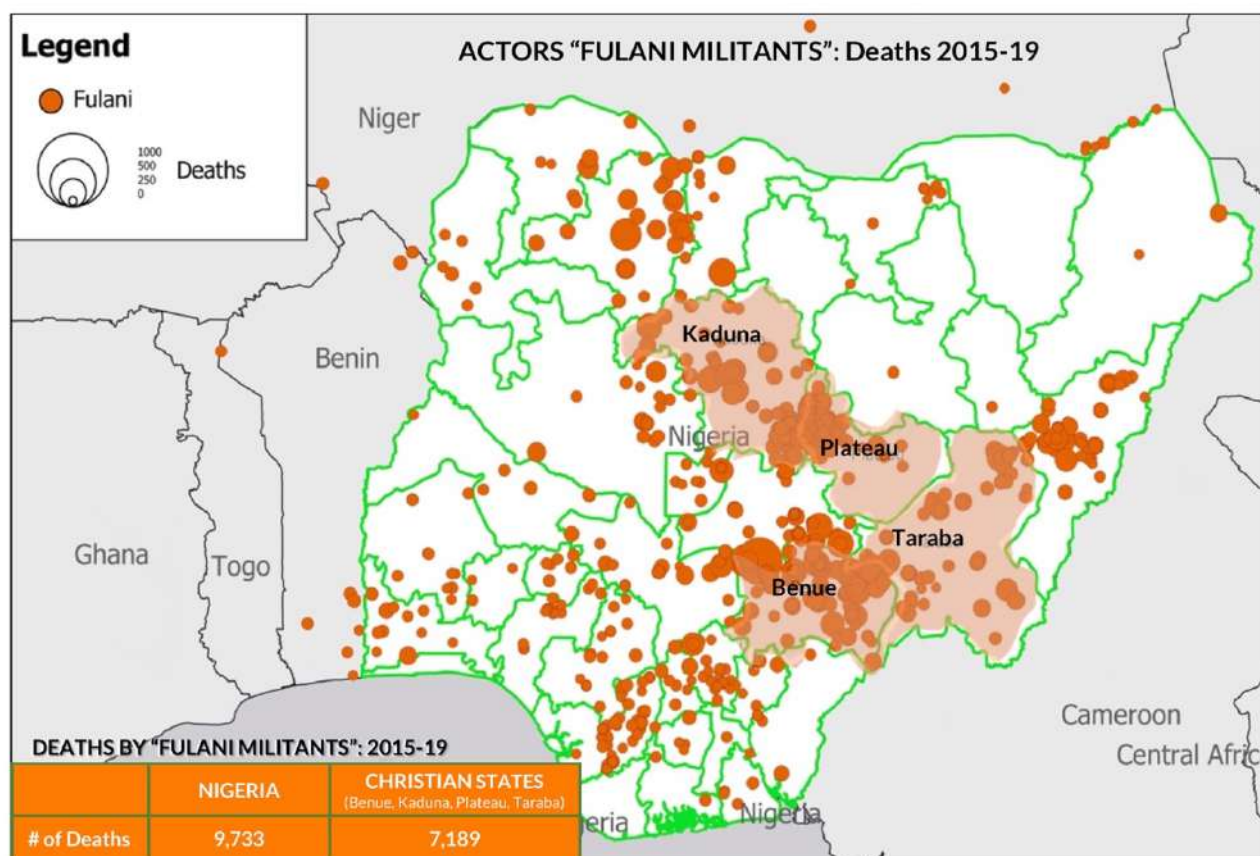 Legend
ACTORS “FULANI MILITANTS”: Deaths 2015-19
Fulani
1000
500
250
0
Deaths
Niger
Benin
Kaduna
Nigeria
Plateau
Ghana
Togo
Taraba
Benue
Cameroon
Central Afric
DEATHS BY “FULANI MILITANTS”: 2015-19
NIGERIA
CHRISTIAN STATES
(Benue, Kaduna, Plateau, Taraba)
# of Deaths
9,733
7,189
eria
Nigeria